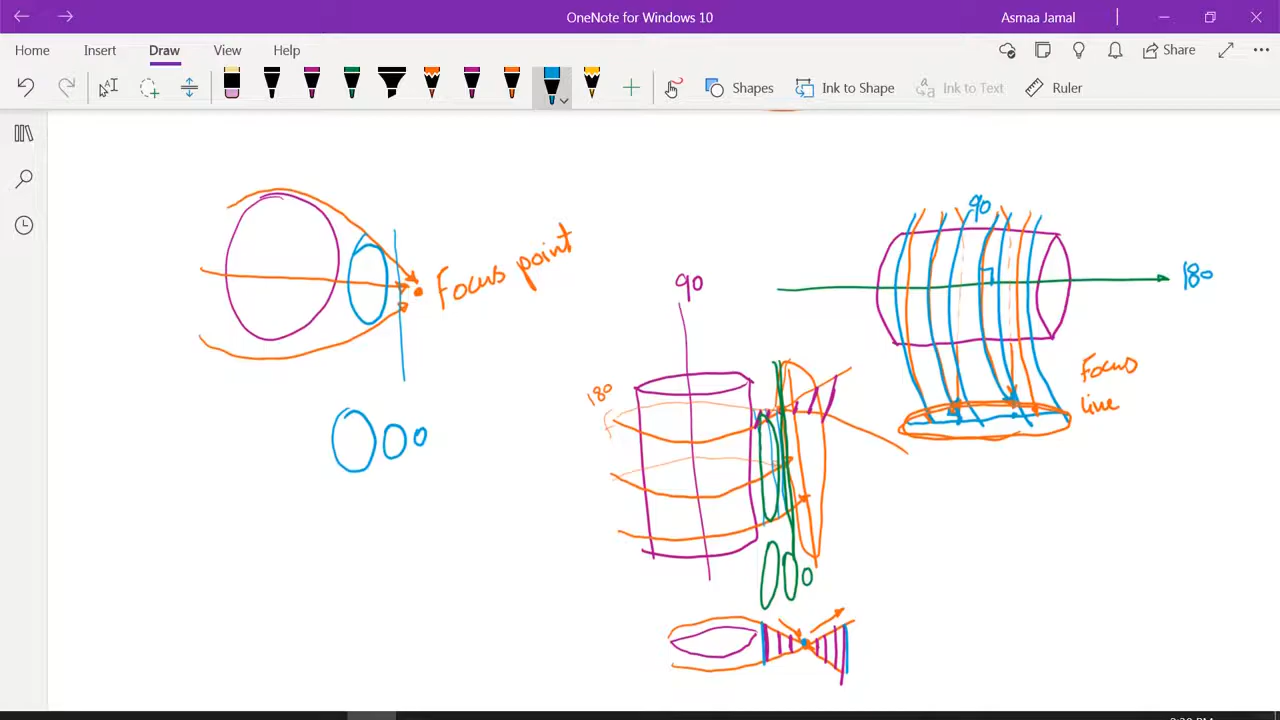 OneNote for Windows 10
Asmaa Jamal
Home
Insert
Draw
View
Help
Share
Shapes
Ink to Shape
Ink to Text
Ruler
Focus point
90
180
90
180
Focus
line